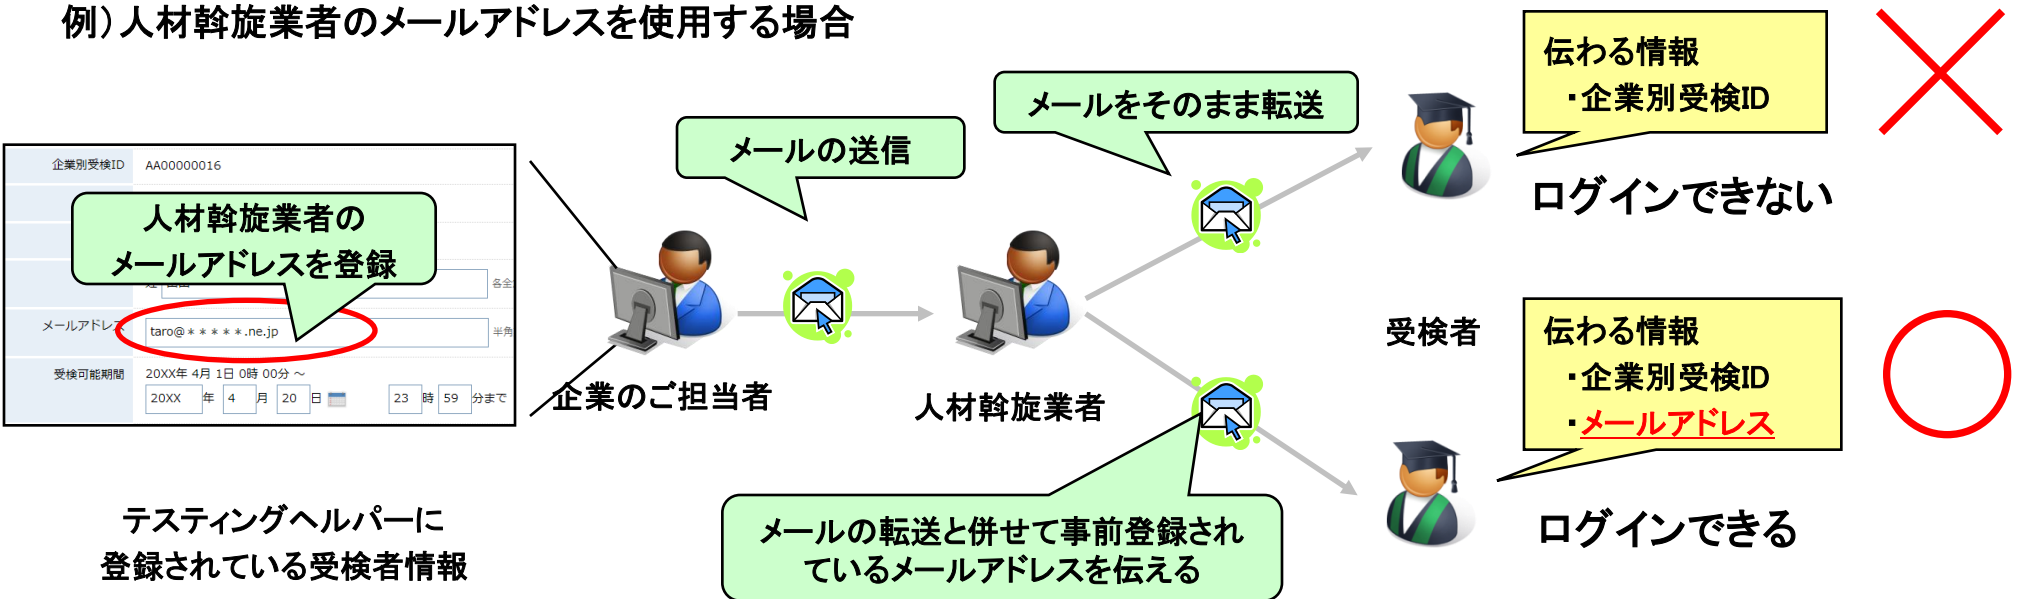 例）人材斡旋業者のメールアドレスを使用する場合
企業別受検ID AA00000016
人材斡旋業者の
メールアドレスを登録
各全
メールアドレス taro@＊＊＊＊＊.ne.jp 半角
受検可能期間 20XX年 4月 1日 0時 00分 ～
20XX 年 4 月 20 日 23 時 59 分まで
テスティングヘルパーに
登録されている受検者情報
企業のご担当者
メールの送信
人材斡旋業者
メールをそのまま転送
メールの転送と併せて事前登録され
ているメールアドレスを伝える
受検者
伝わる情報
・企業別受検ID
ログインできない
伝わる情報
・企業別受検ID
・メールアドレス
ログインできる